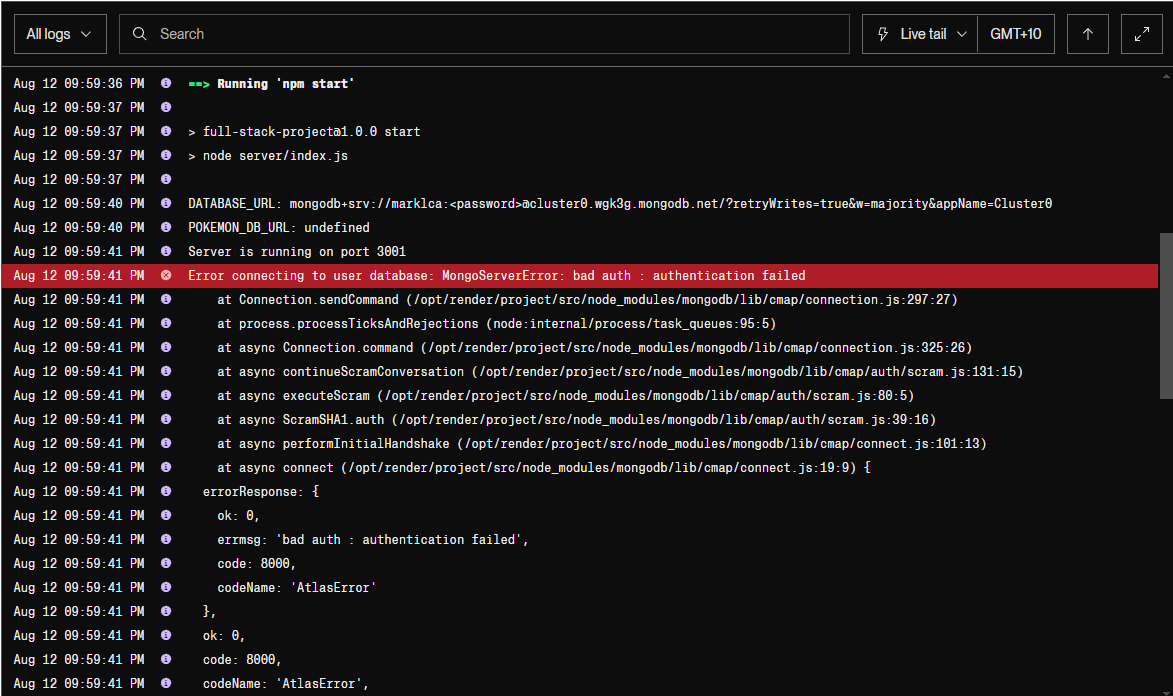 All logs
Search
Live tail
GMT+10
Aug 12 09:59:36 PM ==> Running 'npm start'
Aug 12 09:59:37 PM
Aug 12 09:59:37 PM > full-stack-project@1.0.0 start
Aug 12 09:59:37 PM > node server/index.js
Aug 12 09:59:37 PM
Aug 12 09:59:40 PM DATABASE_URL: mongodb+srv://marklca:<password>@cluster0.wgk3g.mongodb.net/?retryWrites=true&w=majority&appName=Cluster0
Aug 12 09:59:40 PM POKEMON_DB_URL: undefined
Aug 12 09:59:41 PM Server is running on port 3001
Aug 12 09:59:41 PM Error connecting to user database: MongoServerError: bad auth : authentication failed
Aug 12 09:59:41 PM at Connection.sendCommand (/opt/render/project/src/node_modules/mongodb/lib/cmap/connection.js:297:27)
Aug 12 09:59:41 PM at process.processTicksAndRejections (node:internal/process/task_queues:95:5)
Aug 12 09:59:41 PM at async Connection.command (/opt/render/project/src/node_modules/mongodb/lib/cmap/connection.js:325:26)
Aug 12 09:59:41 PM at async continueScramConversation (/opt/render/project/src/node_modules/mongodb/lib/cmap/auth/scram.js:131:15)
Aug 12 09:59:41 PM at async executeScram (/opt/render/project/src/node_modules/mongodb/lib/cmap/auth/scram.js:80:5)
Aug 12 09:59:41 PM at async ScramSHA1.auth (/opt/render/project/src/node_modules/mongodb/lib/cmap/auth/scram.js:39:16)
Aug 12 09:59:41 PM at async performInitialHandshake (/opt/render/project/src/node_modules/mongodb/lib/cmap/connect.js:101:13)
Aug 12 09:59:41 PM at async connect (/opt/render/project/src/node_modules/mongodb/lib/cmap/connect.js:19:9) {
Aug 12 09:59:41 PM errorResponse: {
Aug 12 09:59:41 PM ok: 0,
Aug 12 09:59:41 PM errmsg: 'bad auth : authentication failed',
Aug 12 09:59:41 PM code: 8000,
Aug 12 09:59:41 PM codeName: 'AtlasError'
Aug 12 09:59:41 PM },
Aug 12 09:59:41 PM ok: 0,
Aug 12 09:59:41 PM code: 8000,
Aug 12 09:59:41 PM codeName: 'AtlasError',